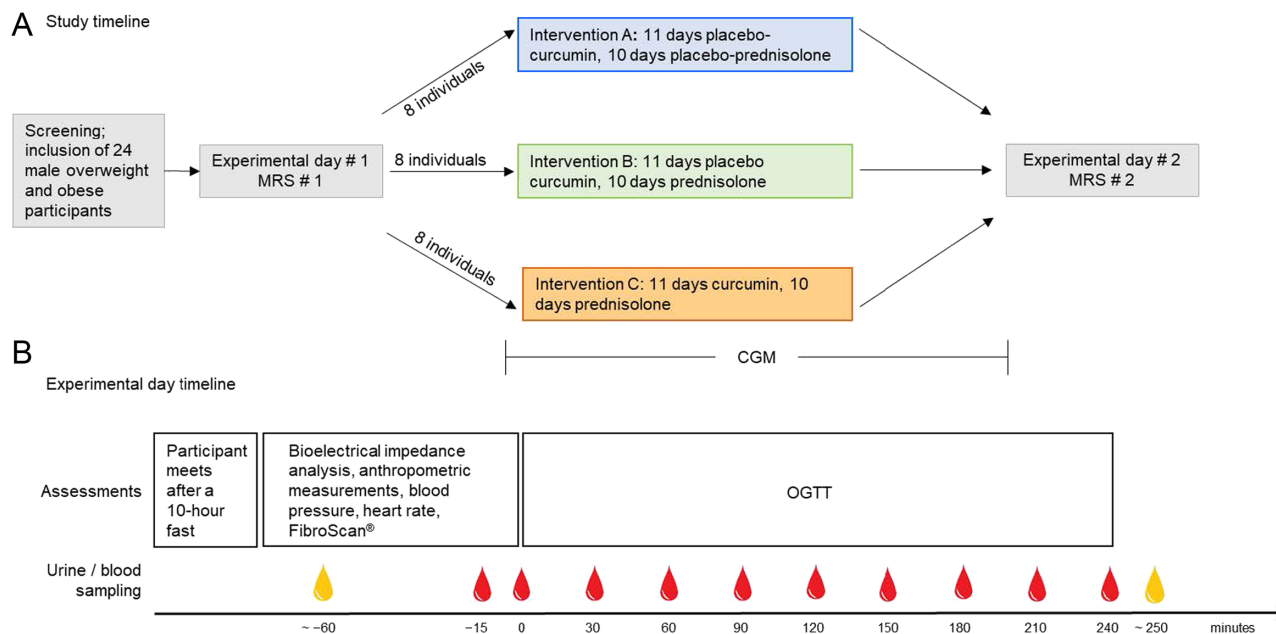 A Study timeline
Screening;
inclusion of 24
male overweight
and obese
participants
Experimental day # 1
MRS # 1
8 individuals
8 individuals
8 individuals
Intervention A: 11 days placebo-
curcumin, 10 days placebo-prednisolone
Intervention B: 11 days placebo
curcumin, 10 days prednisolone
Intervention C: 11 days curcumin, 10
days prednisolone
Experimental day # 2
MRS # 2
CGM
B
Experimental day timeline
Assessments
Participant
meets
after a
10-hour
fast
Bioelectrical impedance
analysis, anthropometric
measurements, blood
pressure, heart rate,
FibroScan®
OGTT
Urine / blood
sampling
~ −60 −15 0 30 60 90 120 150 180 210 240 ~ 250 minutes